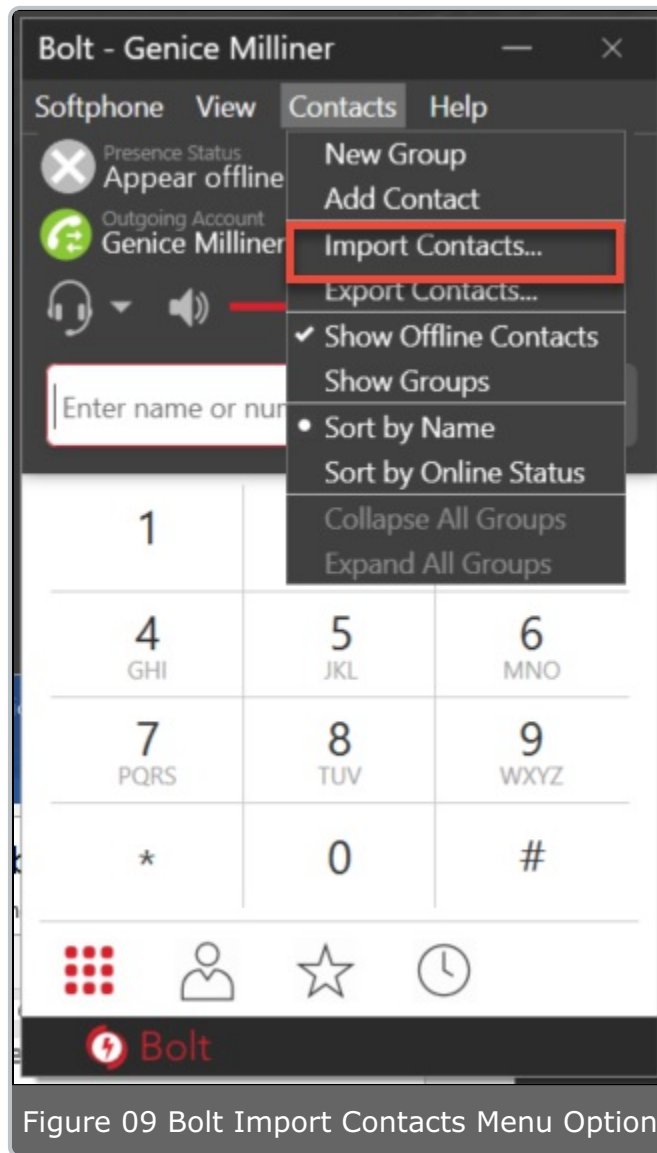 Bolt - Genice Milliner
Softphone View Contacts Help
Presence Status
Appear offline
Outgoing Account
Genice Milliner
New Group
Add Contact
Import Contacts...
Export Contacts...
✓ Show Offline Contacts
Show Groups
• Sort by Name
Sort by Online Status
Collapse All Groups
Expand All Groups
Enter name or
1
4 5 6
GHI JKL MNO
7 8 9
PQRS TUV WXYZ
* 0 #
Bolt
Figure 09 Bolt Import Contacts Menu Option